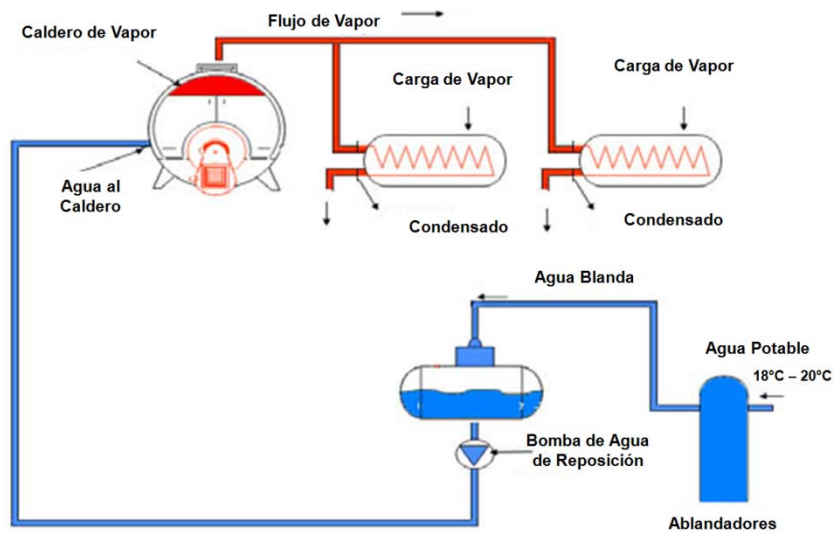 Flujo de Vapor
Caldero de Vapor
Carga de Vapor
Carga de Vapor
Agua al
Caldero
Condensado
Condensado
Agua Blanda
Agua Potable
18°C – 20°C
Bomba de Agua
de Reposición
Ablandadores